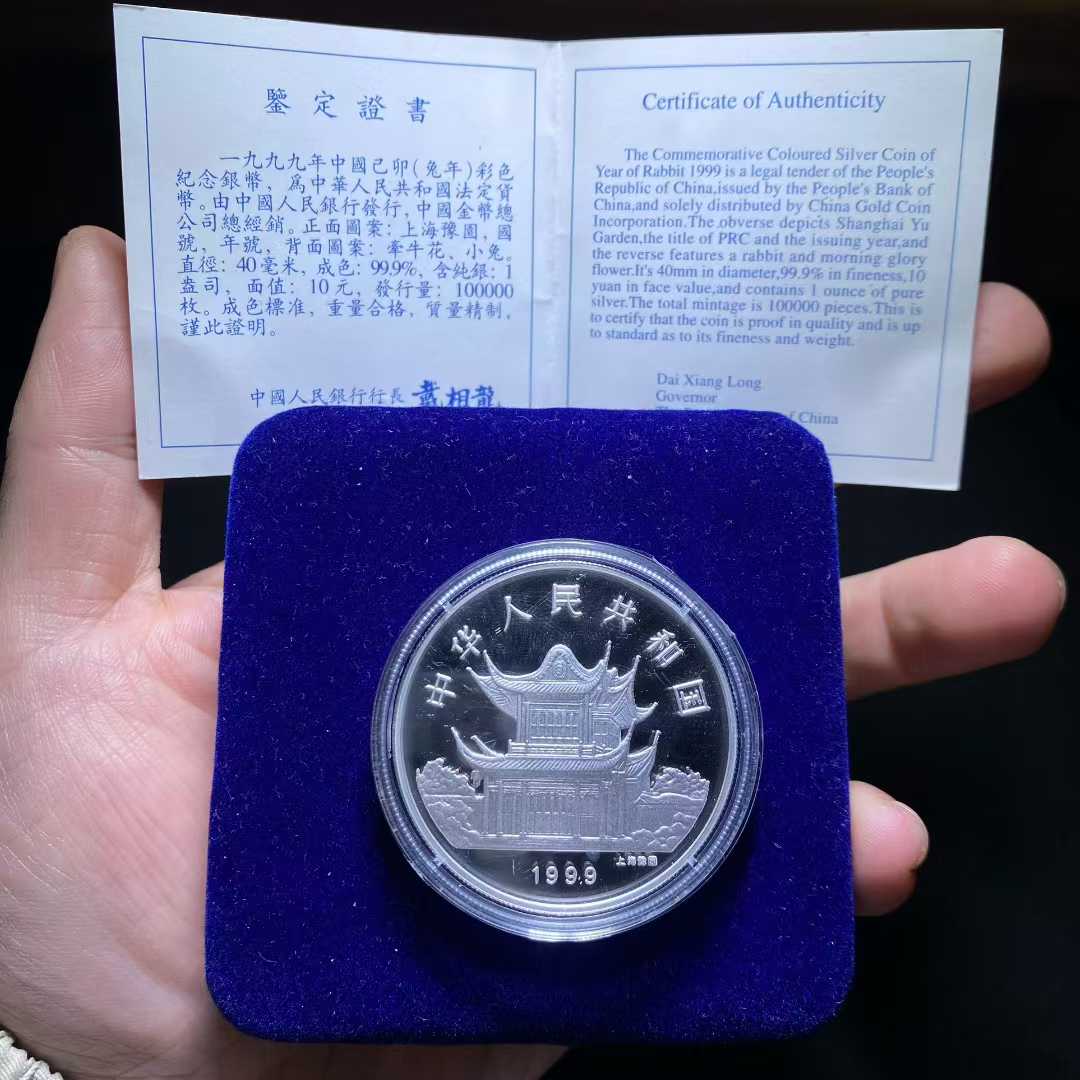 鑒定證書
一九九九年中國己卯(兔年)彩色
紀念銀幣，為中華人民共和國法定貨
幣。由中國人民銀行發行，中國金幣總
公司總經銷。正面圖案：上海豫園，國
號，年號，背面圖案：牽牛花、小兔。
直徑：40毫米，成色：99.9%，含純銀：1
盎司，面值：10元，發行量：100000
枚。成色標准，重量合格，質量精制，
謹此證明。
中國人民銀行行長 戴相龍
Certificate of Authenticity
The Commemorative Coloured Silver Coin of
Year of Rabbit 1999 is a legal tender of the People's
Republic of China,issued by the People's Bank of
China,and solely distributed by China Gold Coin
Incorporation.The obverse depicts Shanghai Yu
Garden,the title of PRC and the issuing year,and
the reverse features a rabbit and morning glory
flower.It's 40mm in diameter,99.9% in fineness,10
yuan in face value,and contains 1 ounce of pure
silver.The total mintage is 100000 pieces.This is
to certify that the coin is proof in quality and is up
to standard as to its fineness and weight.
Dai Xiang Long
Governor
of China
中华人民共和国
上海豫園
1999